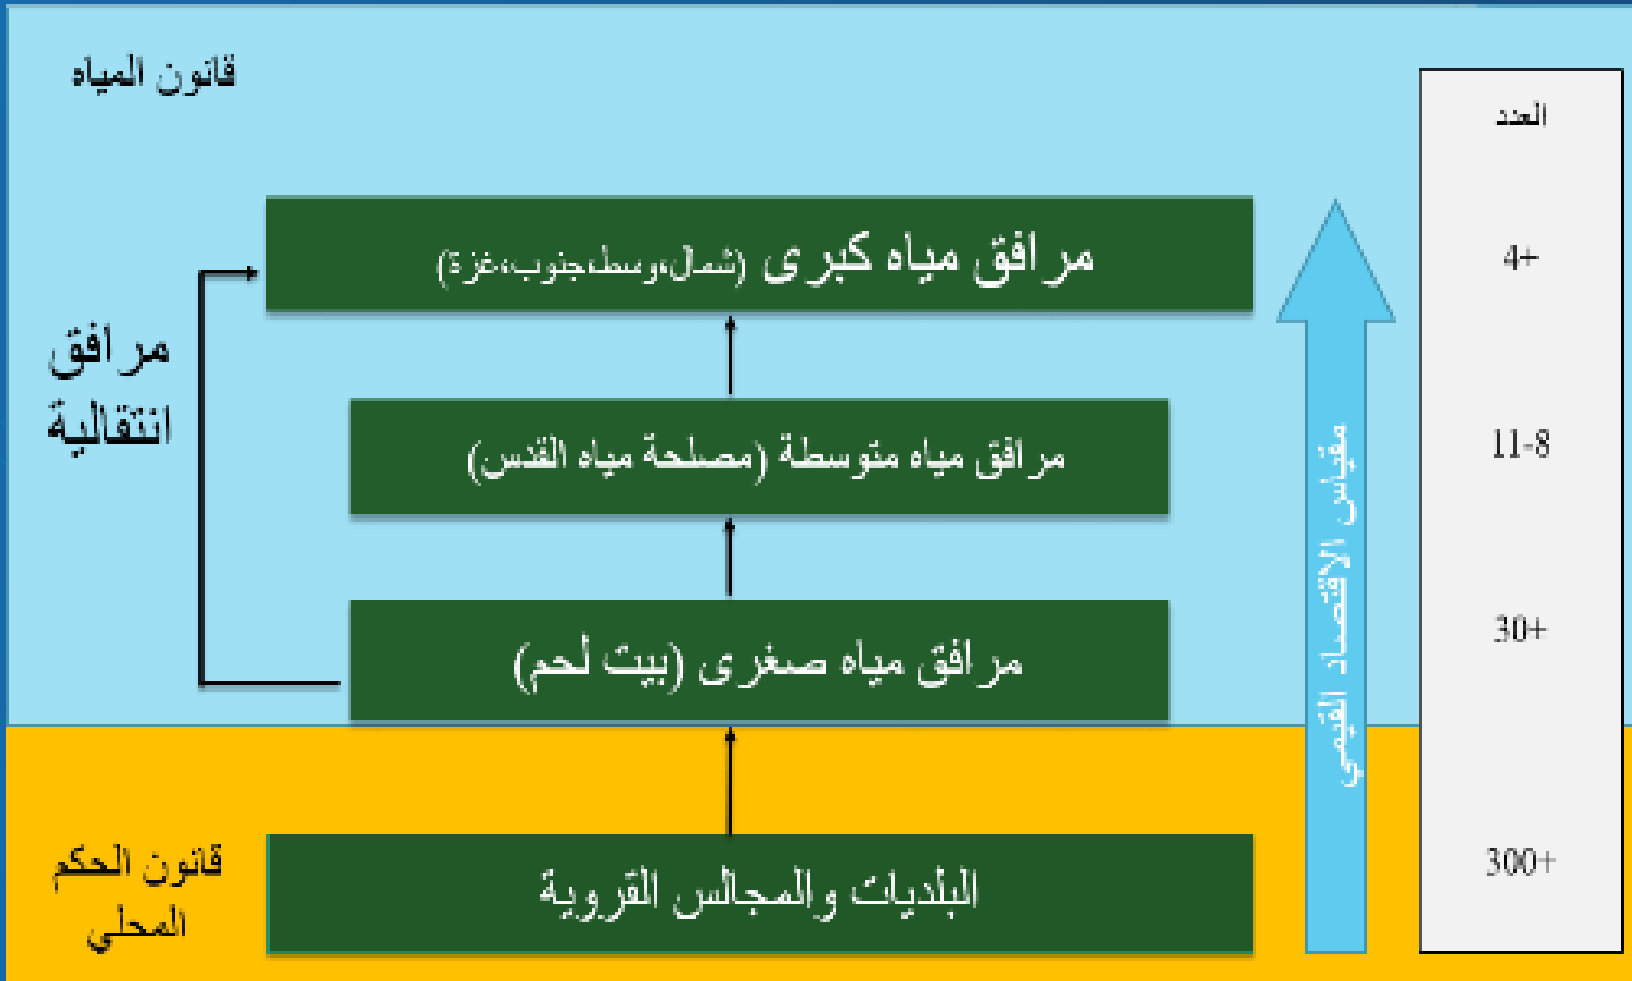 قانون المياه
العدد
مرافق مياه كبرى (شمال،وسط،جنوب،غزة)
4+
مرافق
انتقالية
مرافق مياه متوسطة (مصلحة مياه القدس)
11-8
مقياس الاقتصاد القيمي
مرافق مياه صغرى (بيت لحم)
30+
قانون الحكم
المحلي
البلديات والمجالس القروية
300+